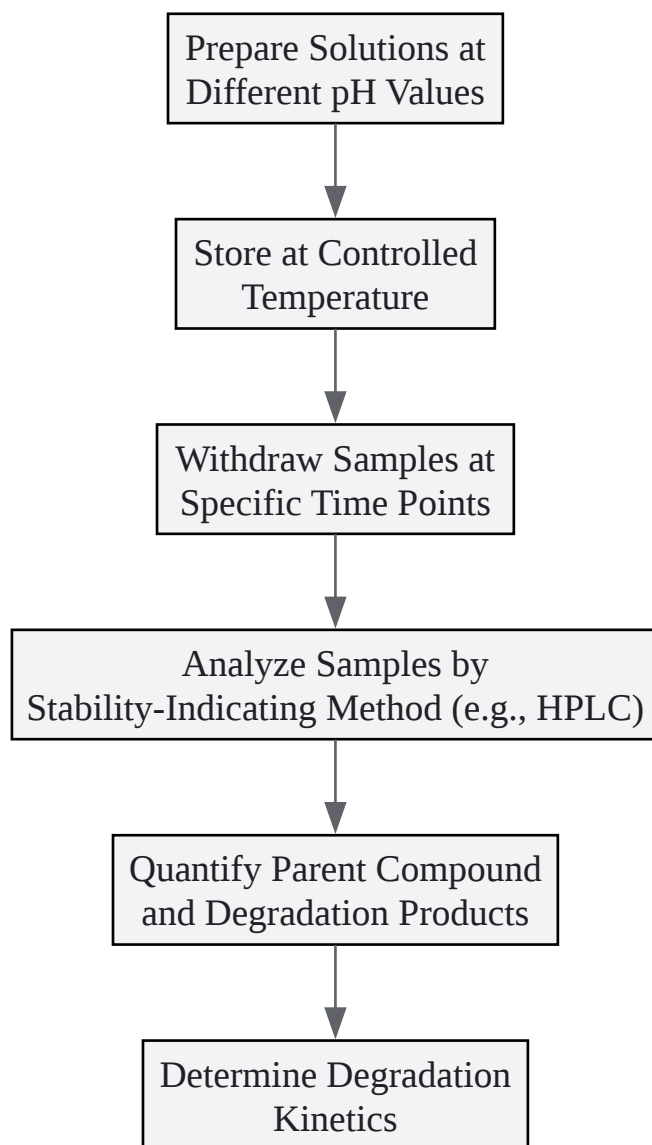 Prepare Solutions at
Different pH Values
Store at Controlled
Temperature
Withdraw Samples at
Specific Time Points
Analyze Samples by
Stability-Indicating Method (e.g., HPLC)
Quantify Parent Compound
and Degradation Products
Determine Degradation
Kinetics